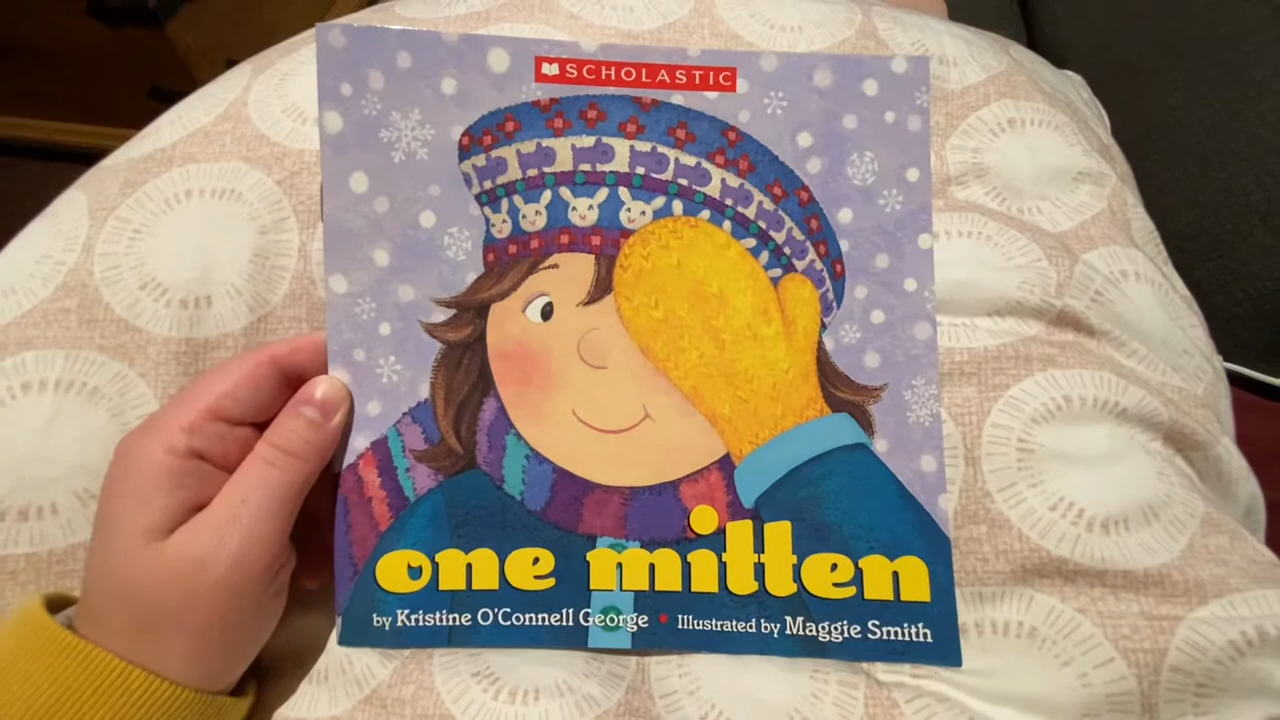 SCHOLASTIC
one mitten
by Kristine O'Connell George • Illustrated by Maggie Smith